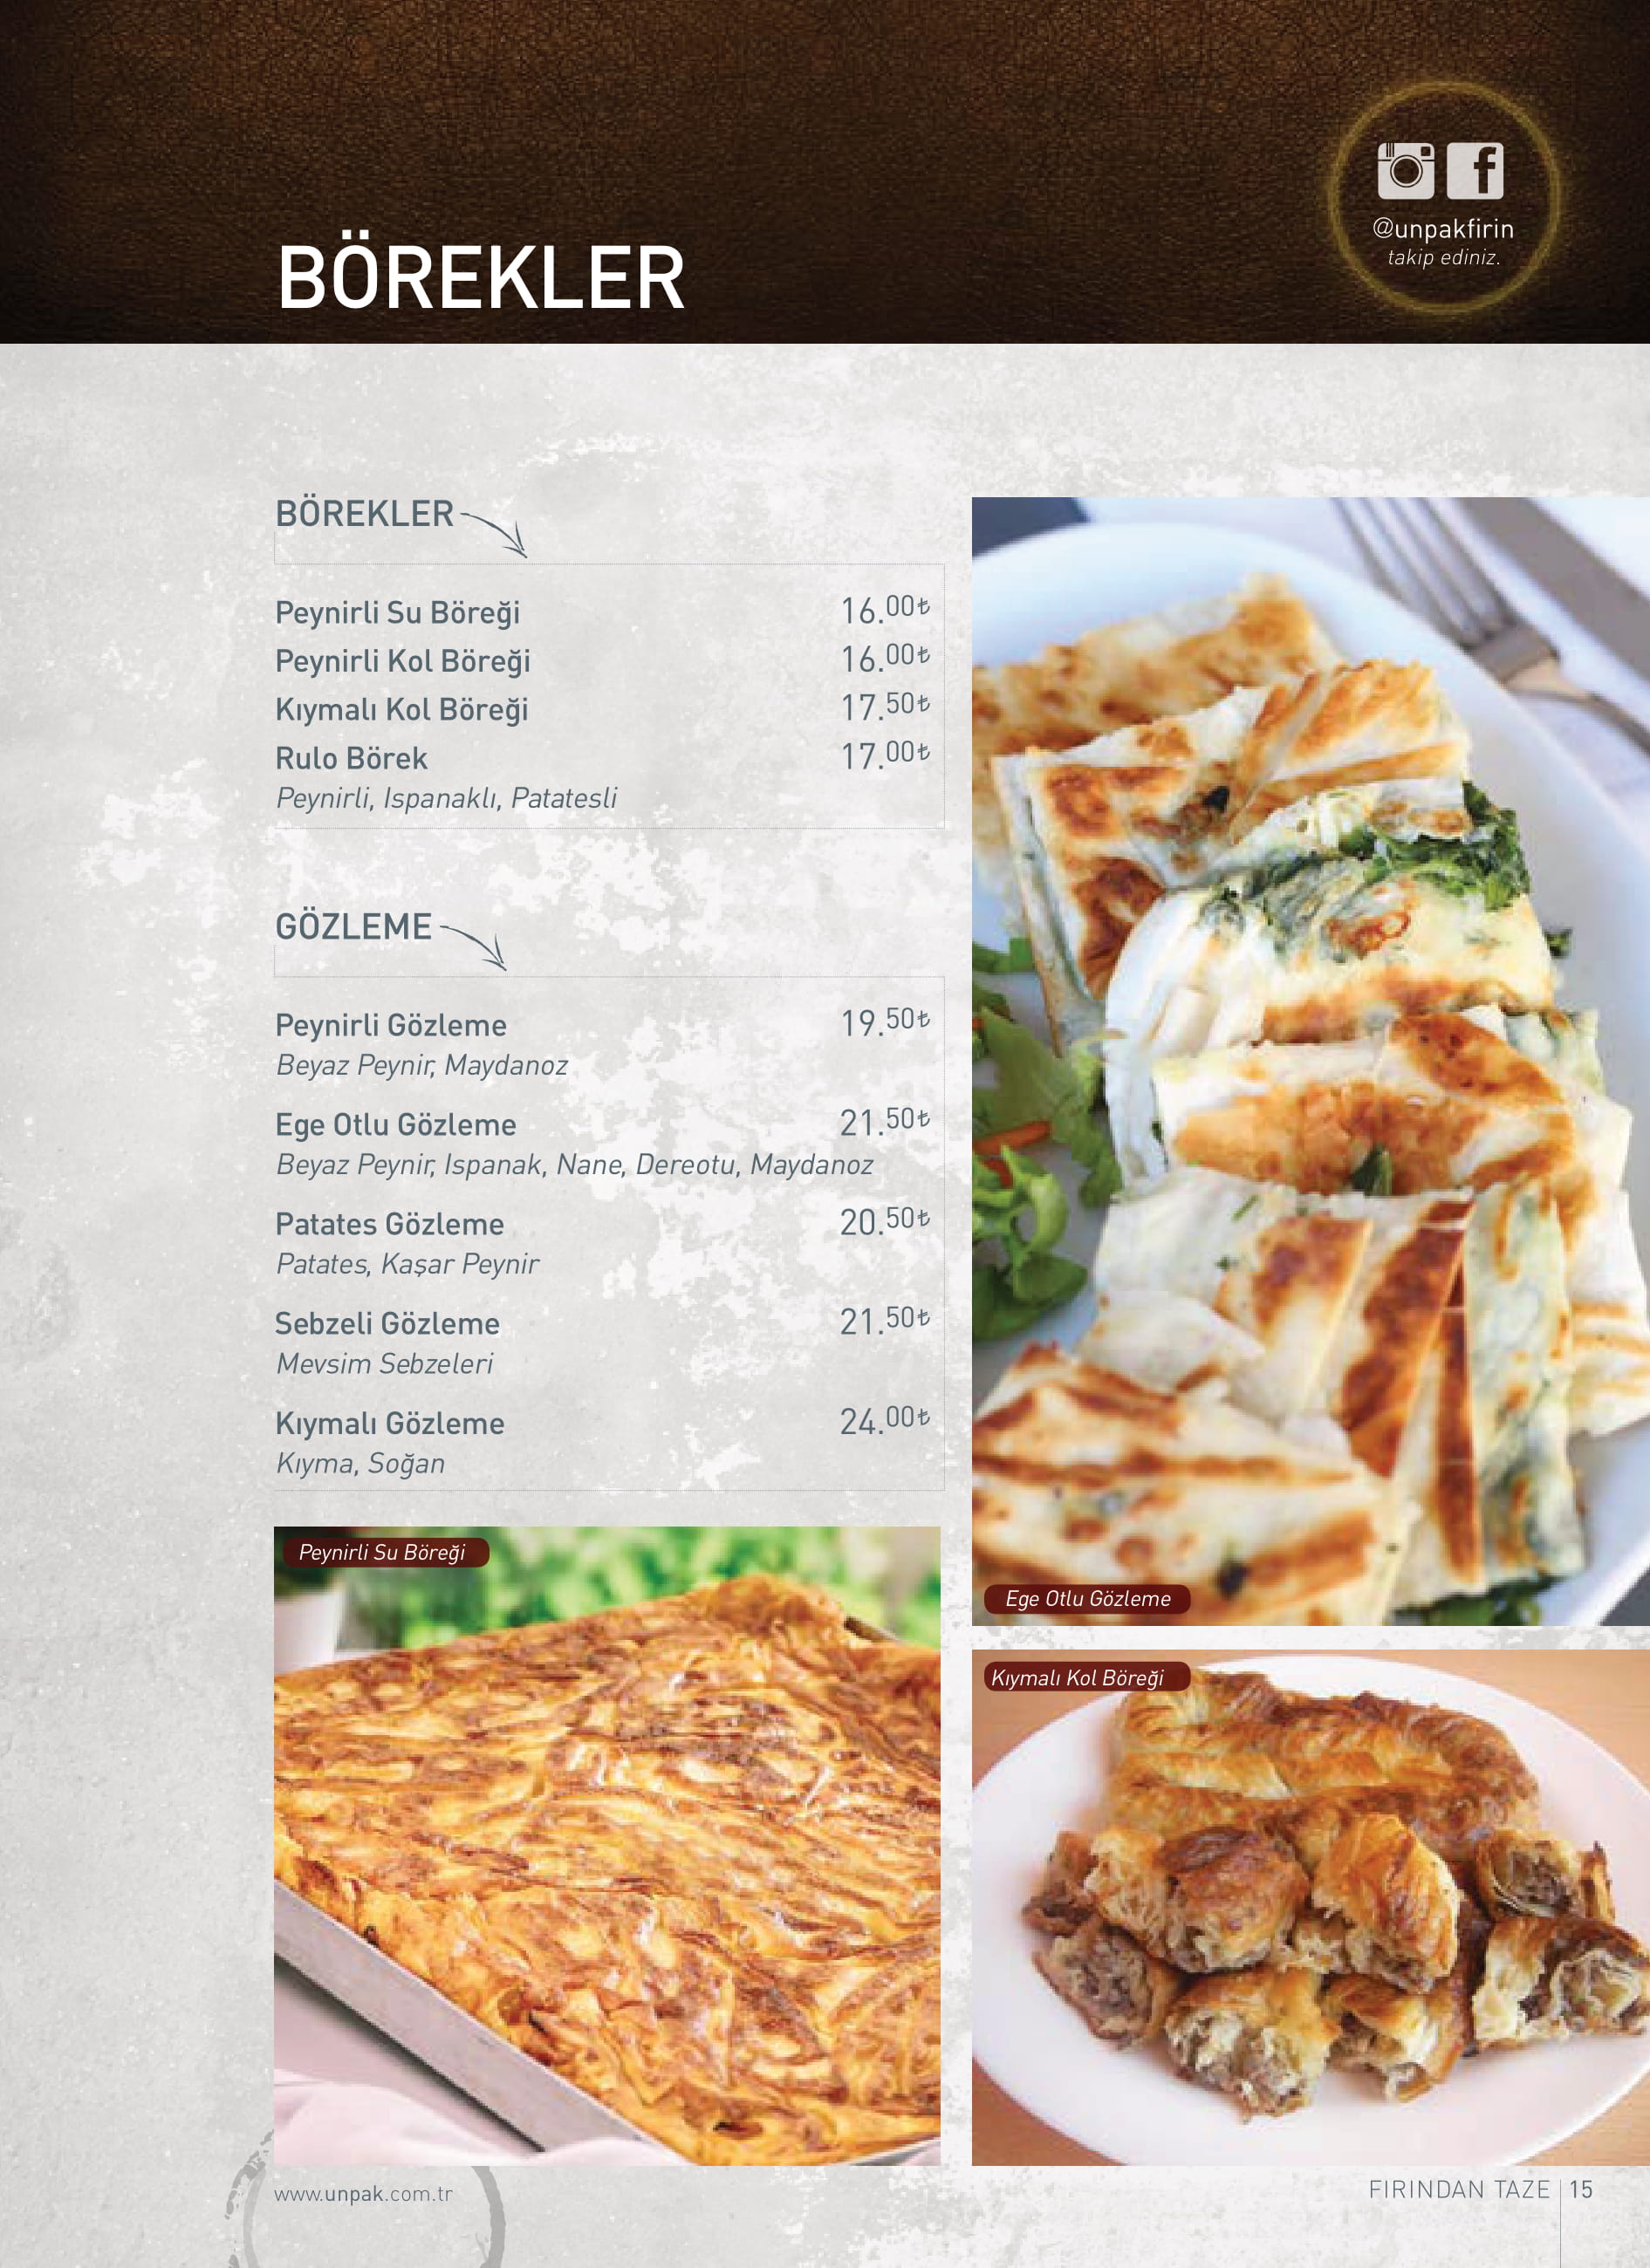 @unpakfirin
takip ediniz.
BÖREKLER
BÖREKLER
Peynirli Su Böreği 16.00₺
Peynirli Kol Böreği 16.00₺
Kıymalı Kol Böreği 17.50₺
Rulo Börek 17.00₺
Peynirli, Ispanaklı, Patatesli
GÖZLEME
Peynirli Gözleme 19.50₺
Beyaz Peynir, Maydanoz
Ege Otlu Gözleme 21.50₺
Beyaz Peynir, Ispanak, Nane, Dereotu, Maydanoz
Patates Gözleme 20.50₺
Patates, Kaşar Peynir
Sebzeli Gözleme 21.50₺
Mevsim Sebzeleri
Kıymalı Gözleme 24.00₺
Kıyma, Soğan
Peynirli Su Böreği
Ege Otlu Gözleme
Kıymalı Kol Böreği
www.unpak.com.tr
FIRINDAN TAZE 15